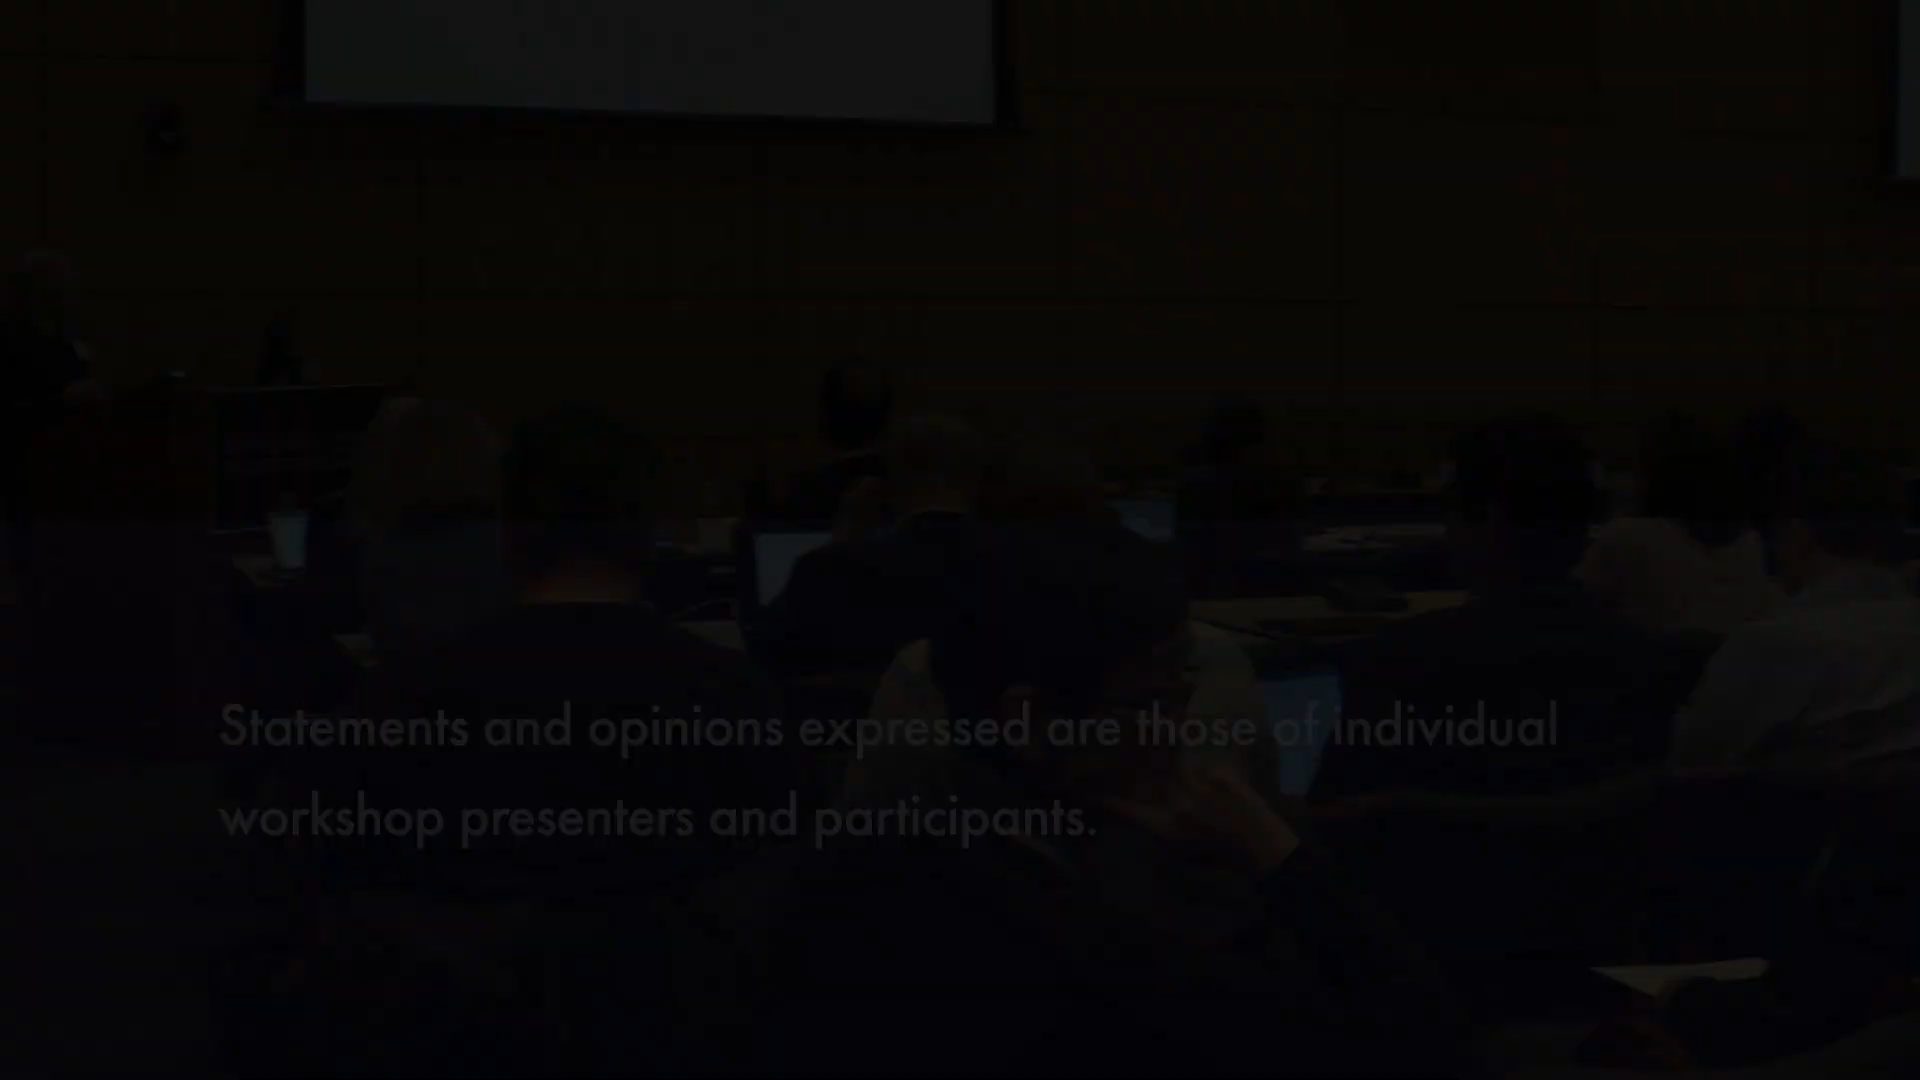 Statements and opinions expressed are those of individual
workshop presenters and participants.